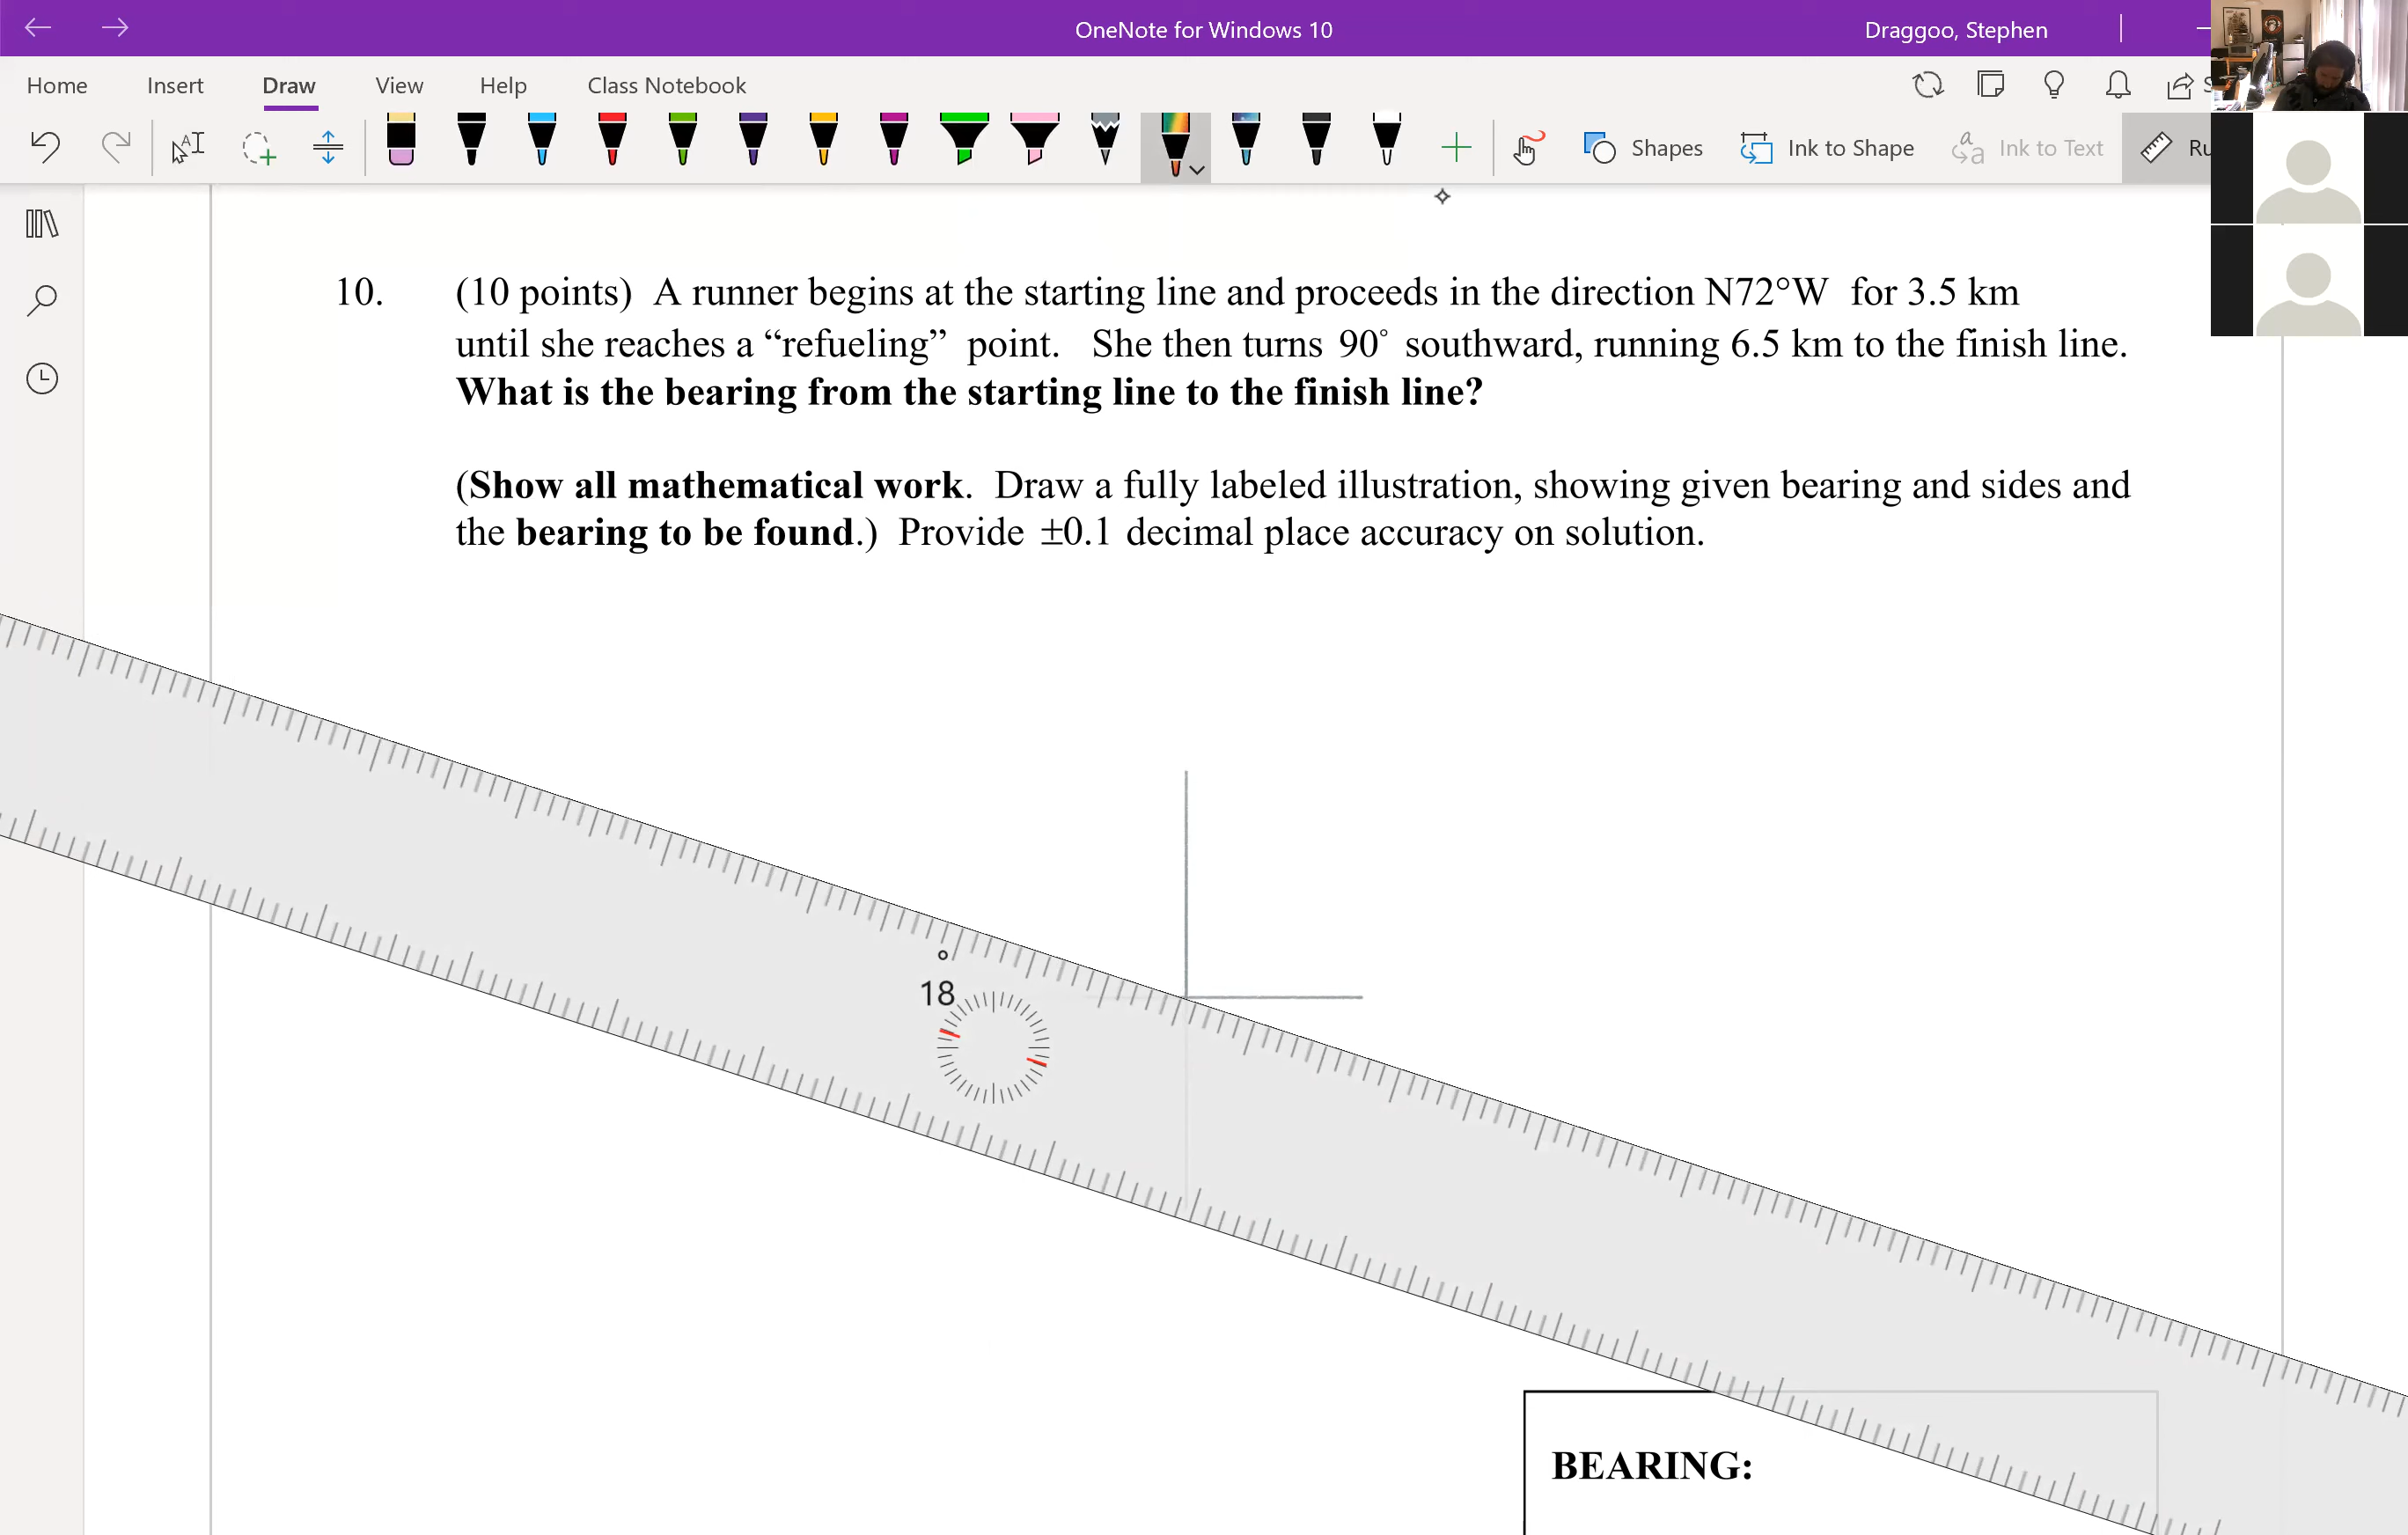 OneNote for Windows 10
Draggoo, Stephen
Home Insert Draw View Help Class Notebook
Shapes Ink to Shape Ink to Text Ru
10. (10 points) A runner begins at the starting line and proceeds in the direction N72°W for 3.5 km
until she reaches a “refueling” point. She then turns 90° southward, running 6.5 km to the finish line.
What is the bearing from the starting line to the finish line?
(Show all mathematical work. Draw a fully labeled illustration, showing given bearing and sides and
the bearing to be found.) Provide ±0.1 decimal place accuracy on solution.
18°
BEARING: